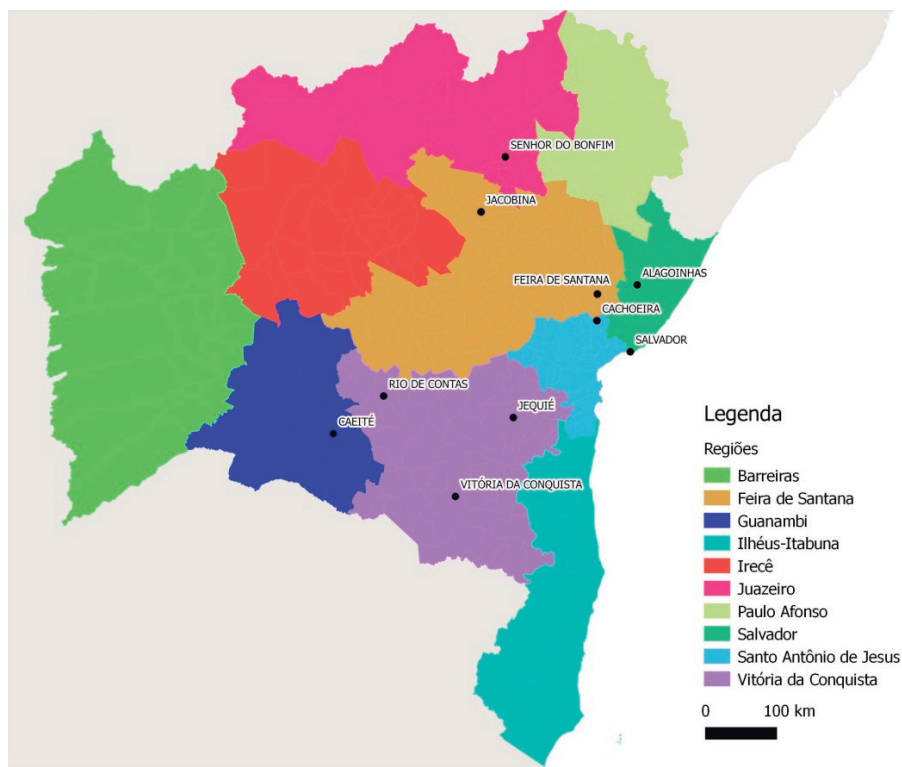 SENHOR DO BONFIM
JACOBINA
FEIRA DE SANTANA
ALAGOINHAS
CACHOEIRA
SALVADOR
RIO DE CONTAS
CAEITÉ
JEQUIÉ
VITÓRIA DA CONQUISTA
Legenda
Regiões
Barreiras
Feira de Santana
Guanambi
Ilhéus-Itabuna
Irecê
Juazeiro
Paulo Afonso
Salvador
Santo Antônio de Jesus
Vitória da Conquista
0 100 km